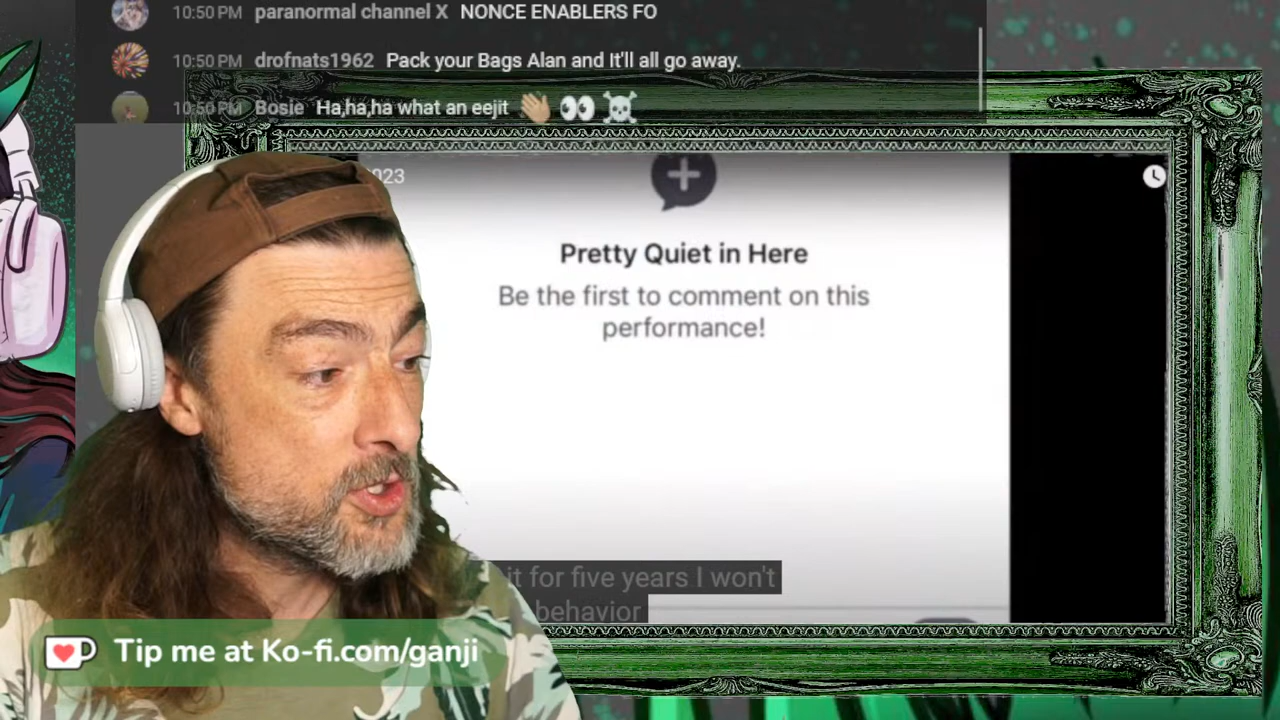 10:50 PM paranormal channel X NONCE ENABLERS FO
10:50 PM drofnats1962 Pack your Bags Alan and It'll all go away.
10:50 PM Bosie Ha,ha,ha what an eejit 👏🏼 👀 ☠️
023
Pretty Quiet in Here
Be the first to comment on this
performance!
it for five years I won't
behavior
Tip me at Ko-fi.com/ganji